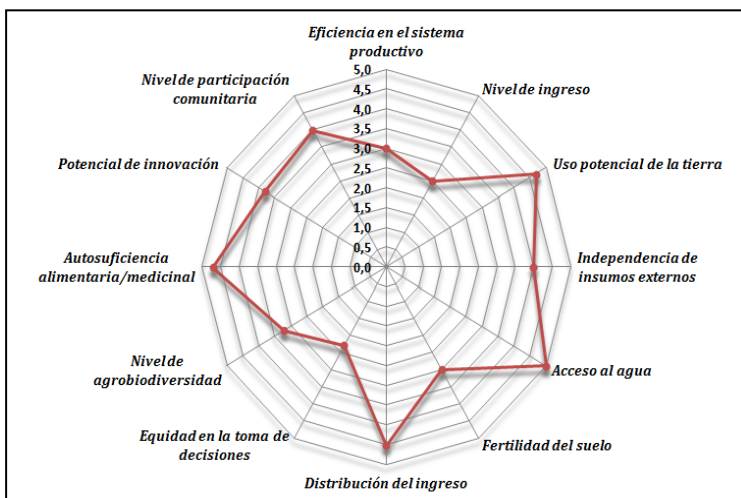 Eficiencia en el sistema
productivo
Nivel de participación
comunitaria
Nivel de ingreso
Potencial de innovación
Uso potencial de la tierra
Autosuficiencia
alimentaria/medicinal
Independencia de
insumos externos
Nivel de
agrobiodiversidad
Acceso al agua
Equidad en la toma de
decisiones
Fertilidad del suelo
Distribución del ingreso
5,0
4,5
4,0
3,5
3,0
2,5
2,0
1,5
1,0
0,5
0,0